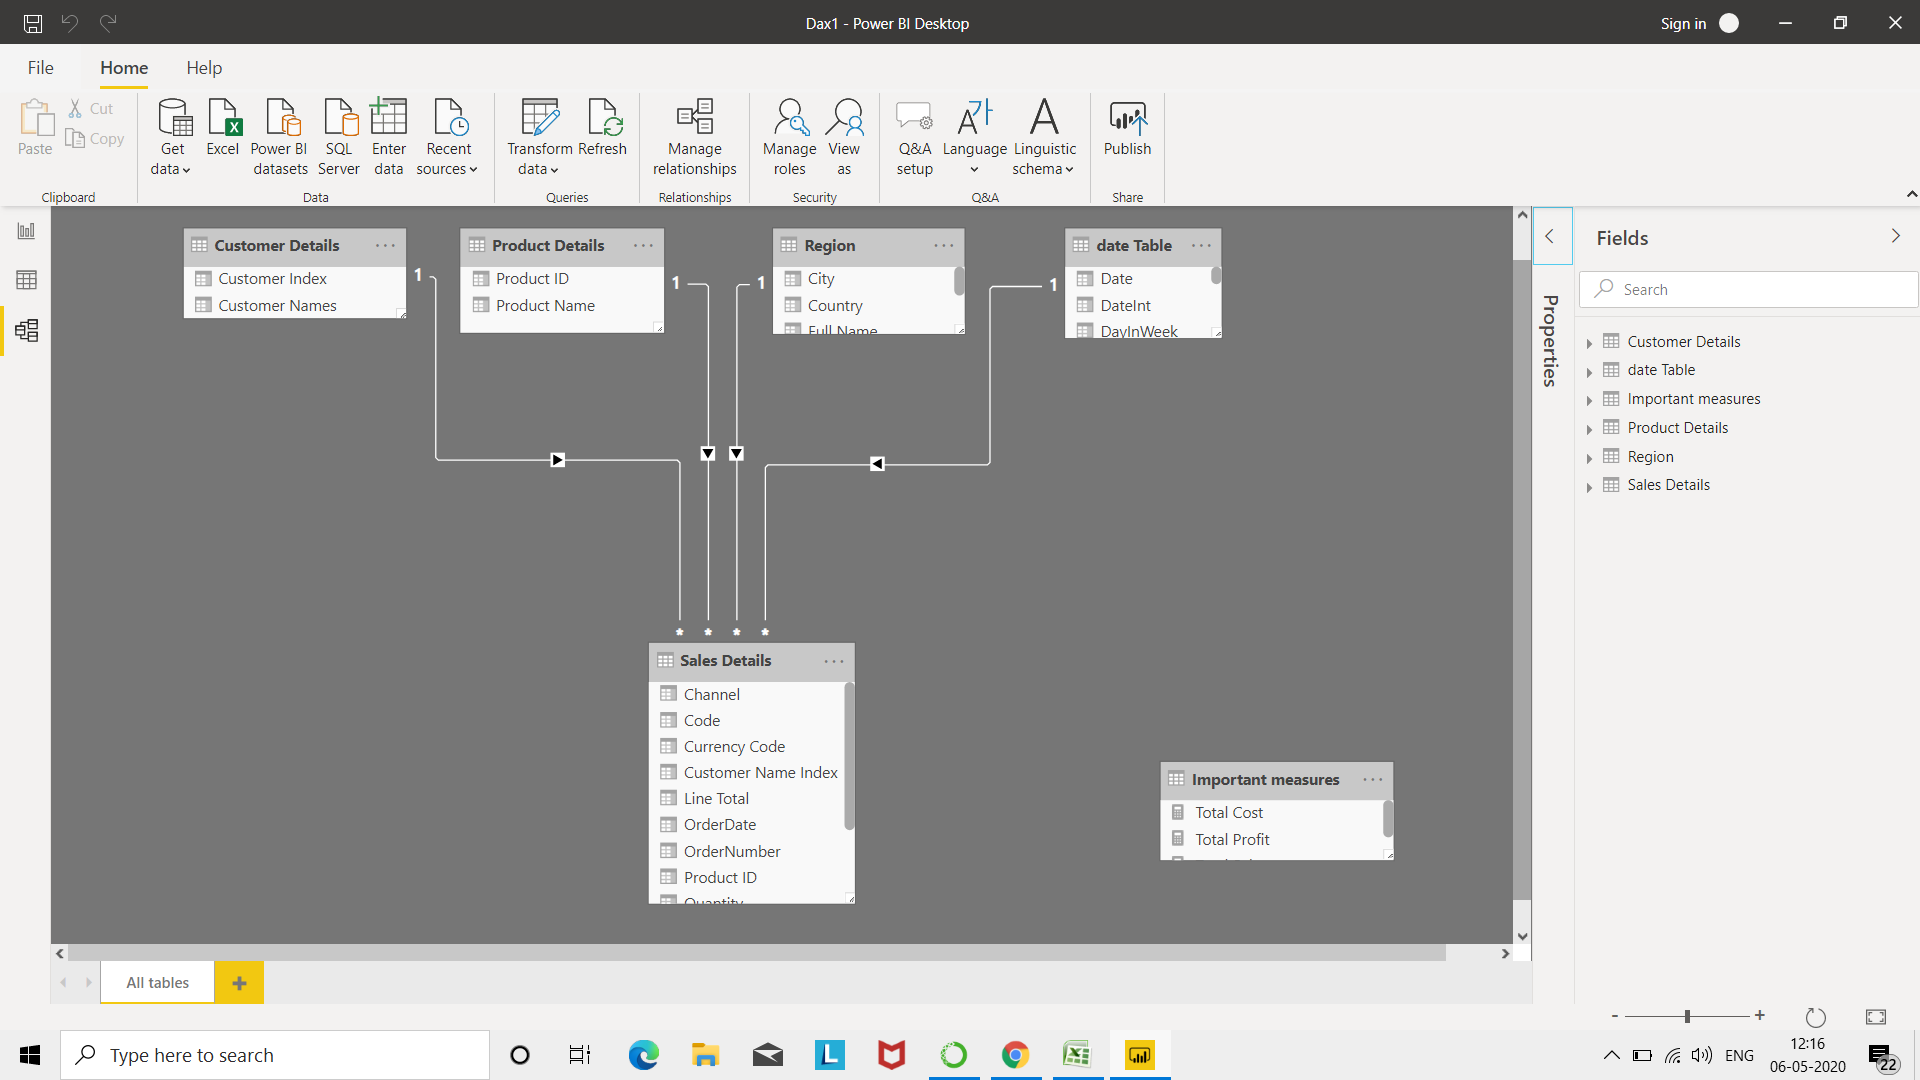 Dax1 - Power BI Desktop
Sign in
File Home Help
Paste
Cut
Copy
Clipboard
Get data
Excel
Power BI datasets
SQL Server
Enter data
Recent sources
Data
Transform data
Refresh
Queries
Manage relationships
Relationships
Manage roles
View as
Security
Q&A setup
Language
Linguistic schema
Q&A
Publish
Share
Customer Details
Customer Index
Customer Names
1
Product Details
Product ID
Product Name
1
Region
City
Country
Full Name
1
date Table
Date
DateInt
DayInWeek
1
* * * *
Sales Details
Channel
Code
Currency Code
Customer Name Index
Line Total
OrderDate
OrderNumber
Product ID
Quantity
Important measures
Total Cost
Total Profit
Properties
Fields
Search
Customer Details
date Table
Important measures
Product Details
Region
Sales Details
All tables
+
- +
Type here to search
ENG
12:16
06-05-2020
22